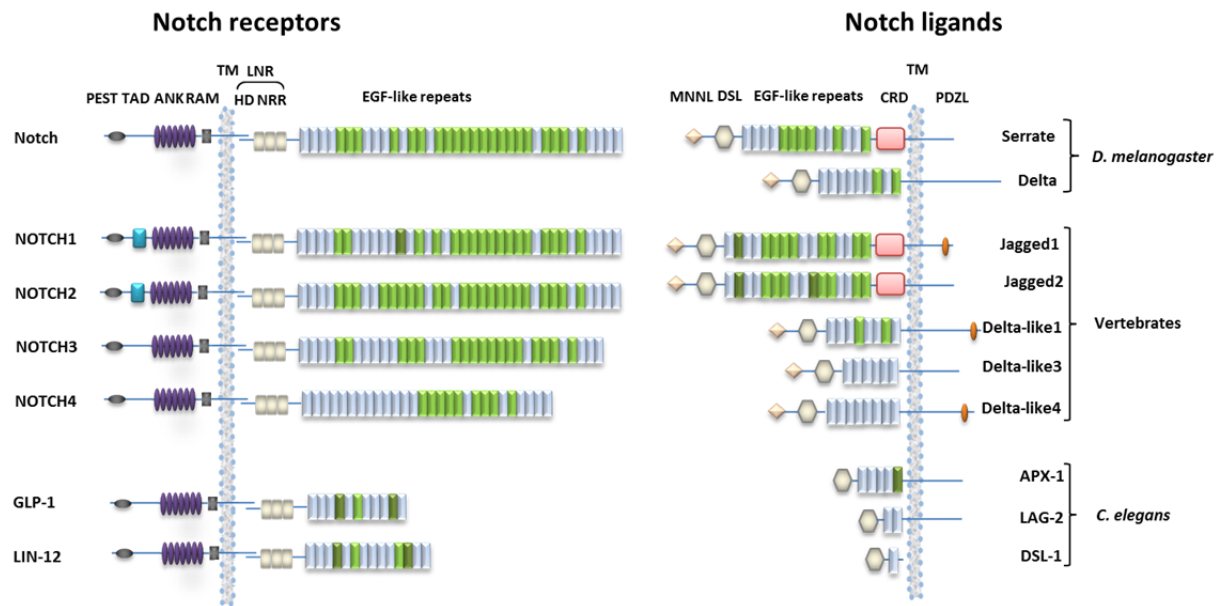 Notch receptors
Notch ligands
TM
LNR
PEST TAD ANK RAM
HD NRR
EGF-like repeats
TM
MNNL DSL EGF-like repeats CRD PDZL
Notch
NOTCH1
NOTCH2
NOTCH3
NOTCH4
GLP-1
LIN-12
Serrate
Delta
D. melanogaster
Jagged1
Jagged2
Delta-like1
Delta-like3
Delta-like4
Vertebrates
APX-1
LAG-2
DSL-1
C. elegans